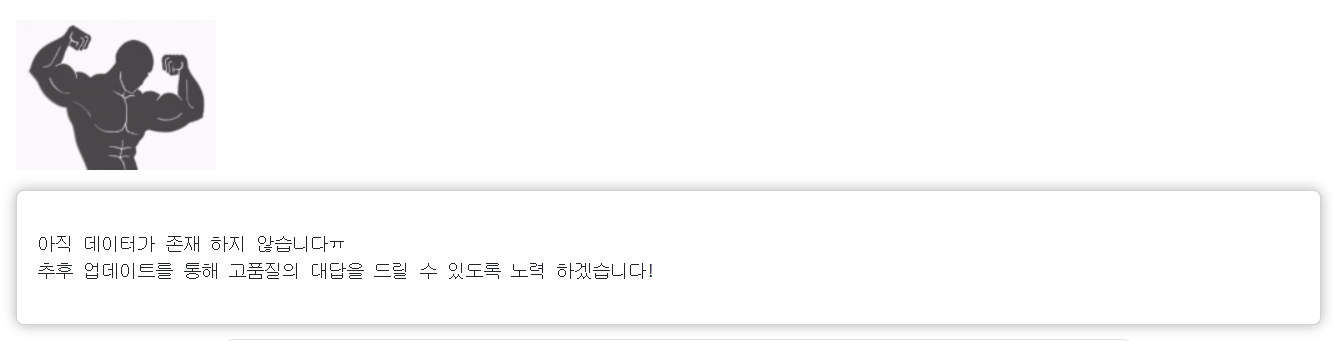 아직 데이터가 존재 하지 않습니다ㅠ
추후 업데이트를 통해 고품질의 대답을 드릴 수 있도록 노력 하겠습니다!